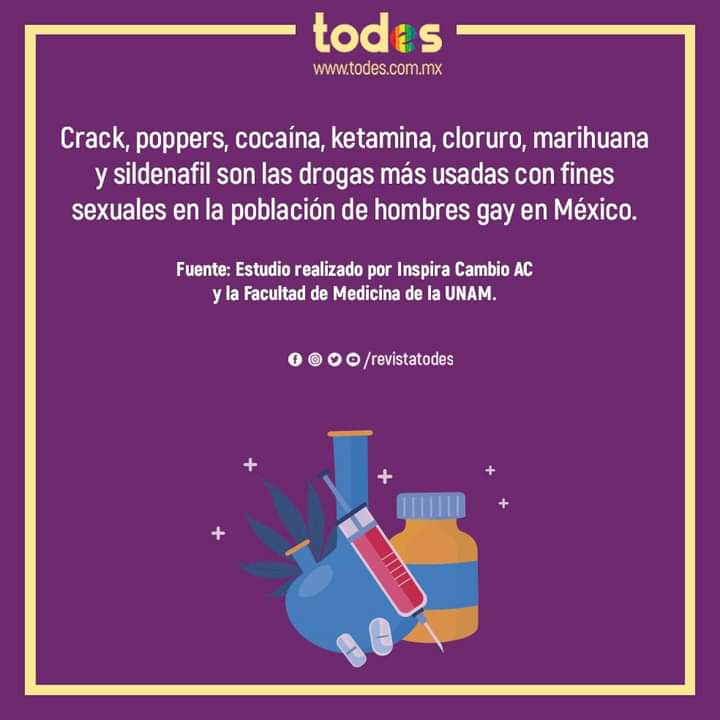 todes
www.todes.com.mx
Crack, poppers, cocaína, ketamina, cloruro, marihuana
y sildenafil son las drogas más usadas con fines
sexuales en la población de hombres gay en México.
Fuente: Estudio realizado por Inspira Cambio AC
y la Facultad de Medicina de la UNAM.
/revistatodes